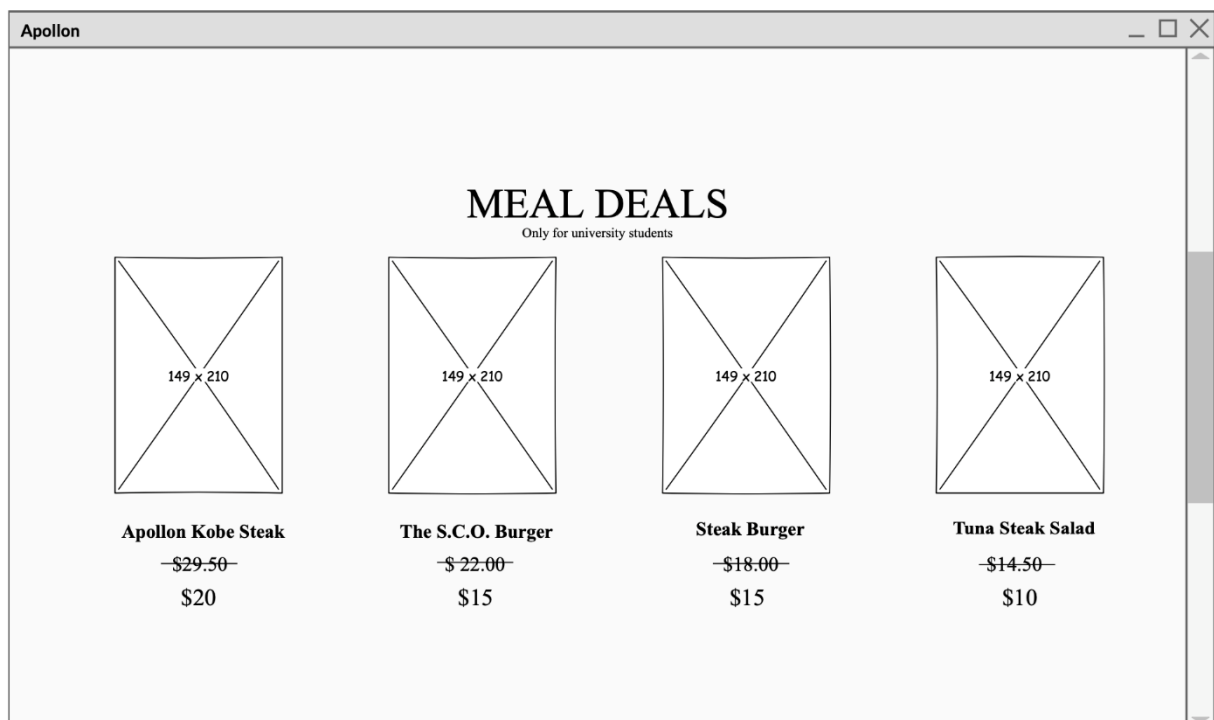 Apollon
MEAL DEALS
Only for university students
149 x 210
149 x 210
149 x 210
149 x 210
Apollon Kobe Steak
The S.C.O. Burger
Steak Burger
Tuna Steak Salad
$29.50
$ 22.00
$18.00
$14.50
$20
$15
$15
$10